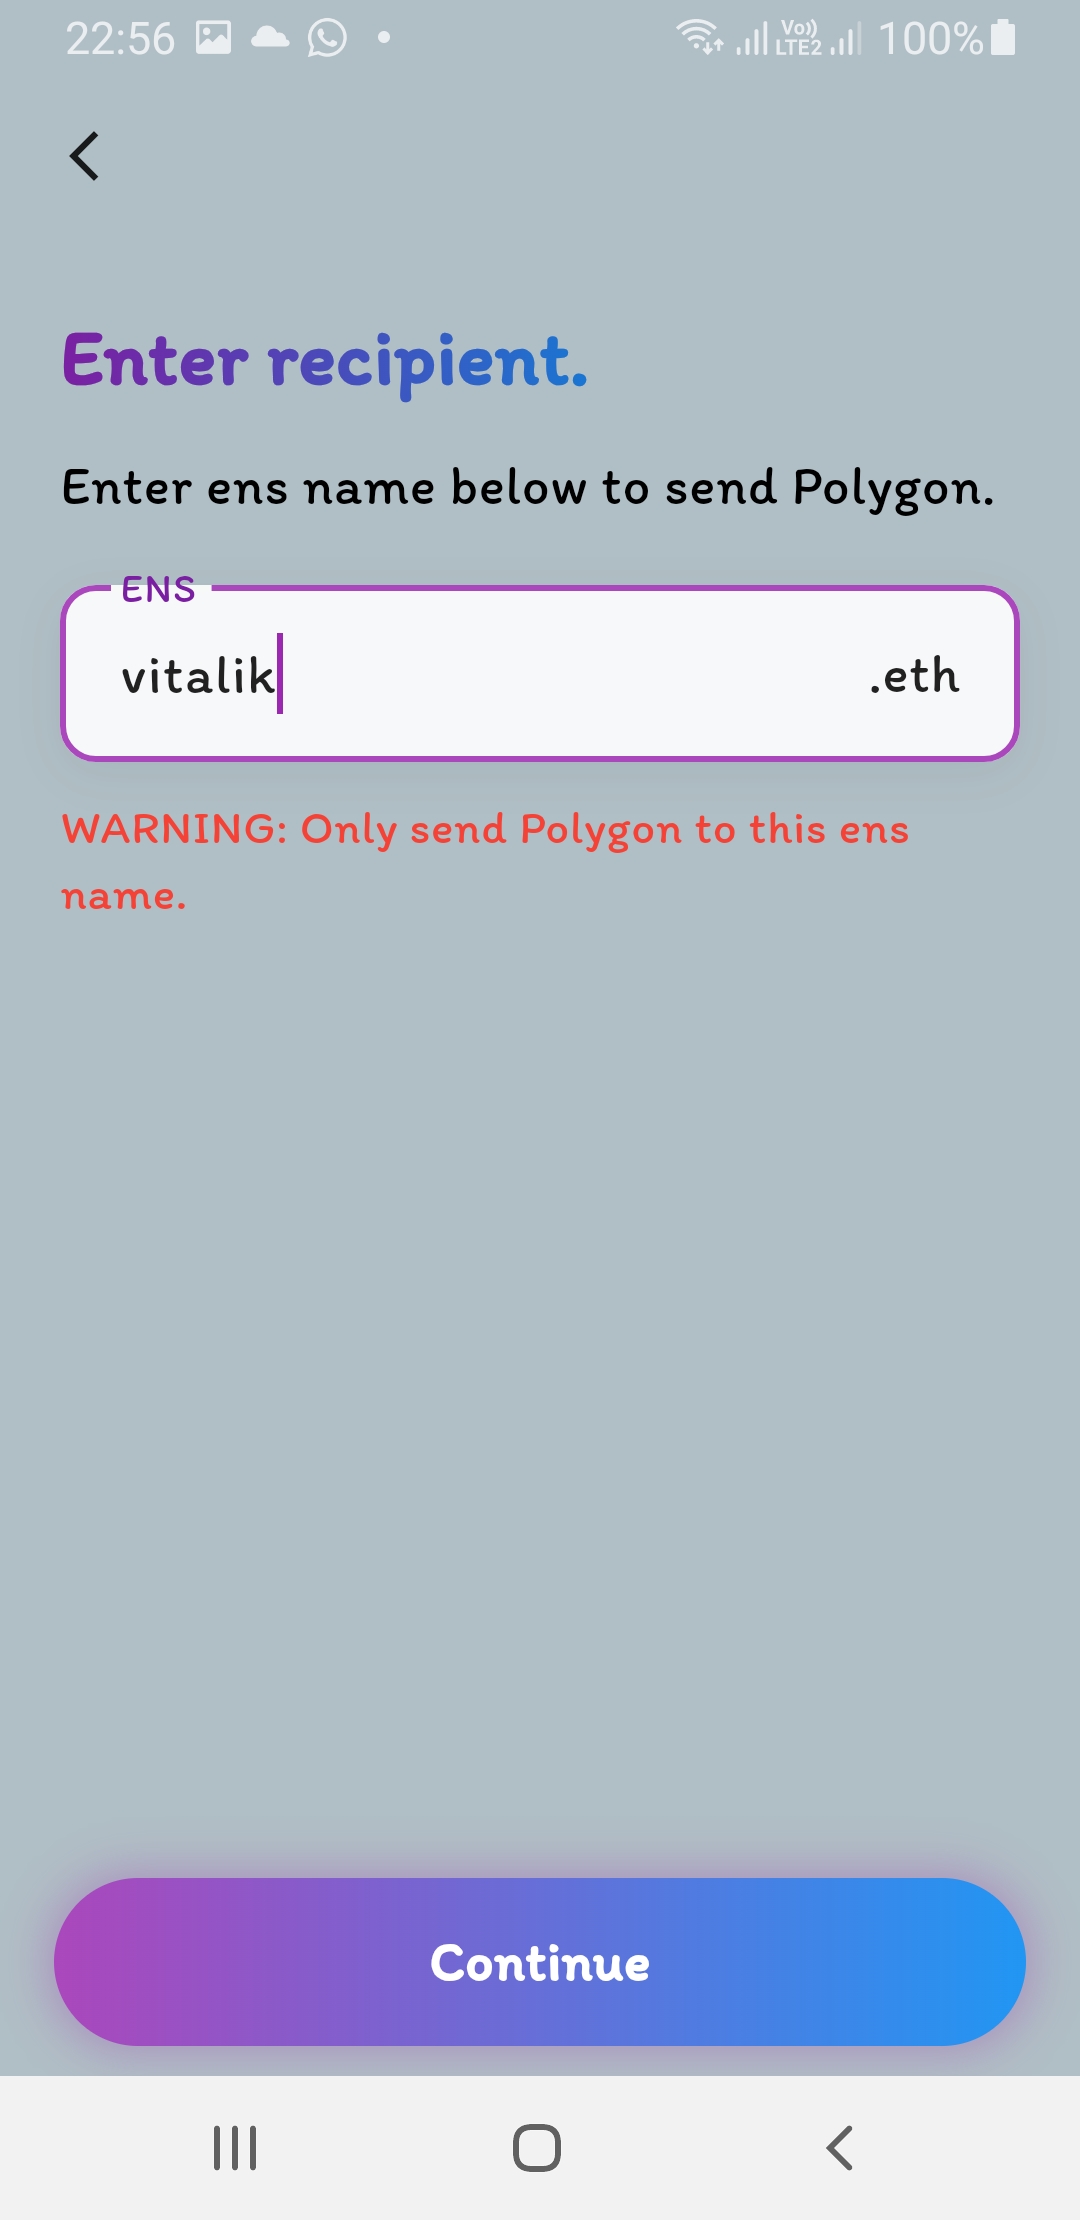 22:56
Vo)) LTE2
100%
Enter recipient.
Enter ens name below to send Polygon.
ENS
vitalik
.eth
WARNING: Only send Polygon to this ens
name.
Continue